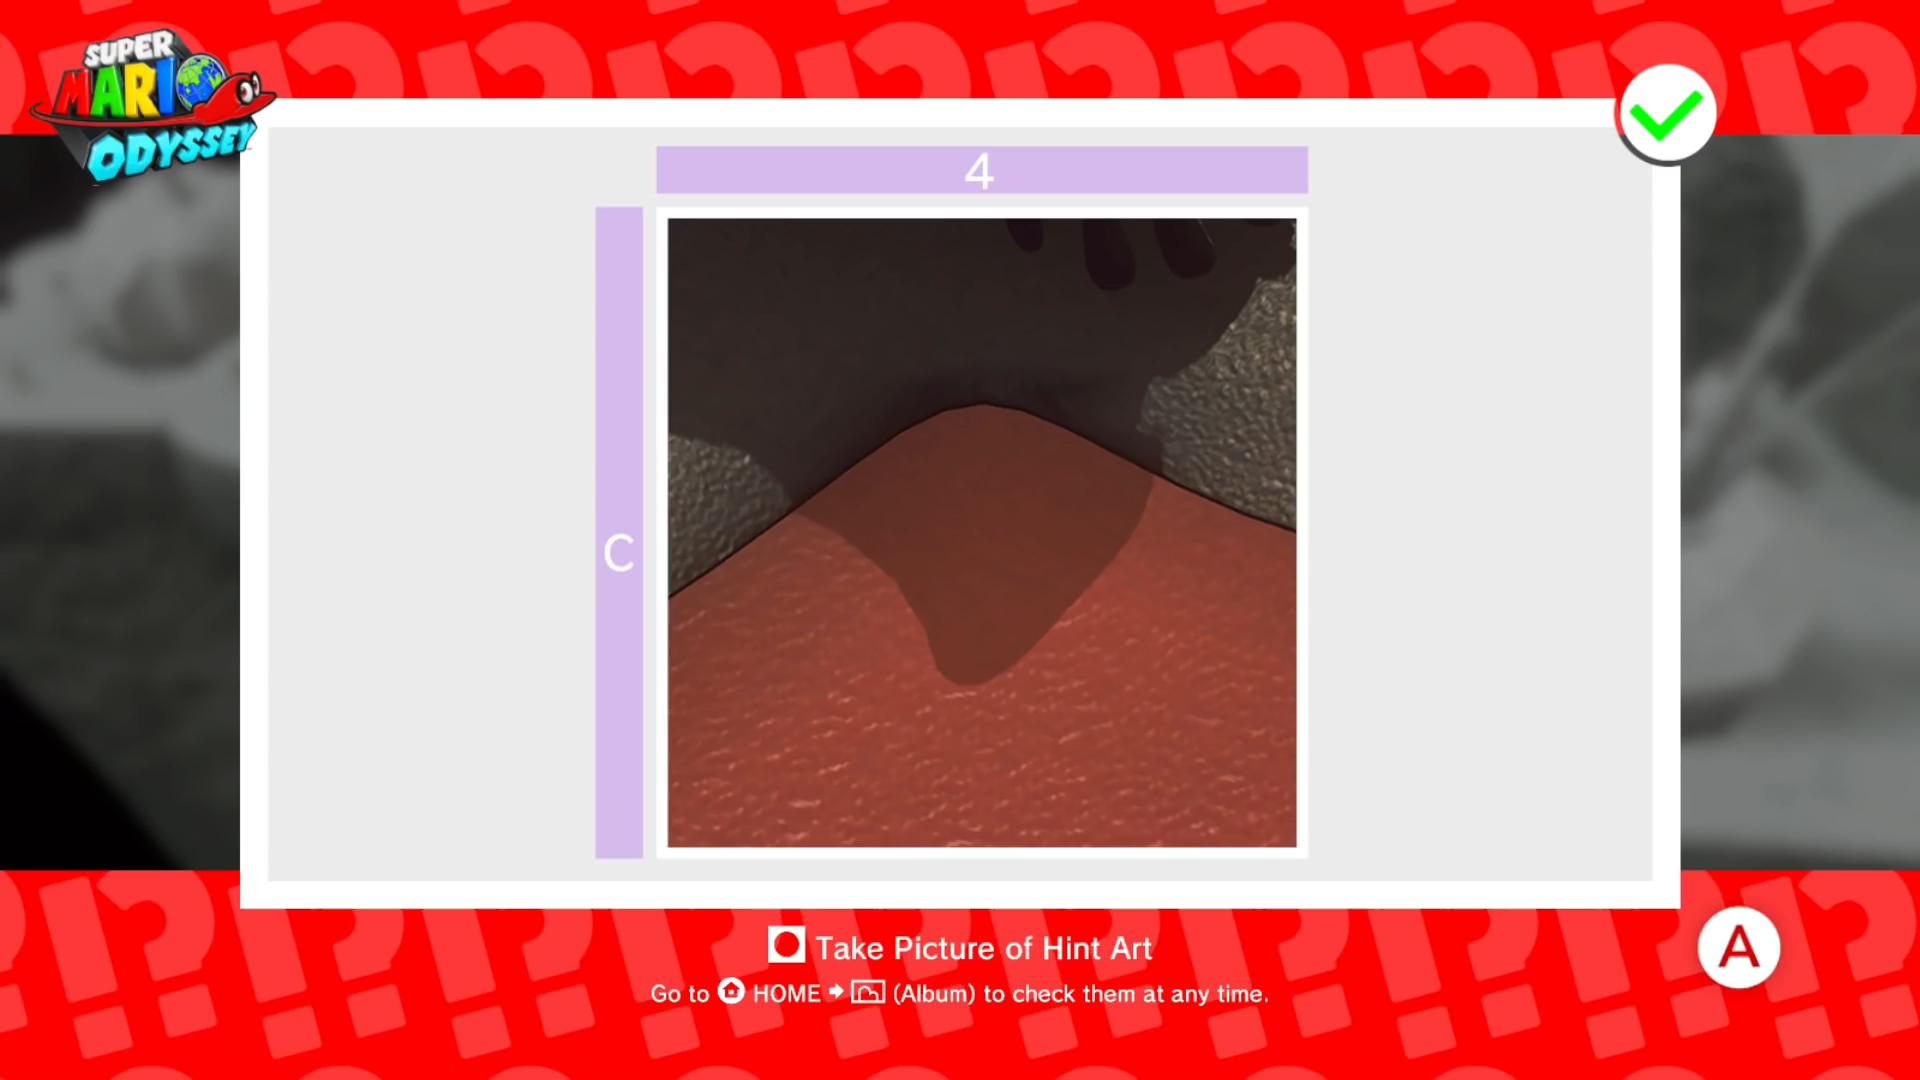 SUPER
MARIO
ODYSSEY
4
C
Take Picture of Hint Art
Go to HOME → (Album) to check them at any time.
A